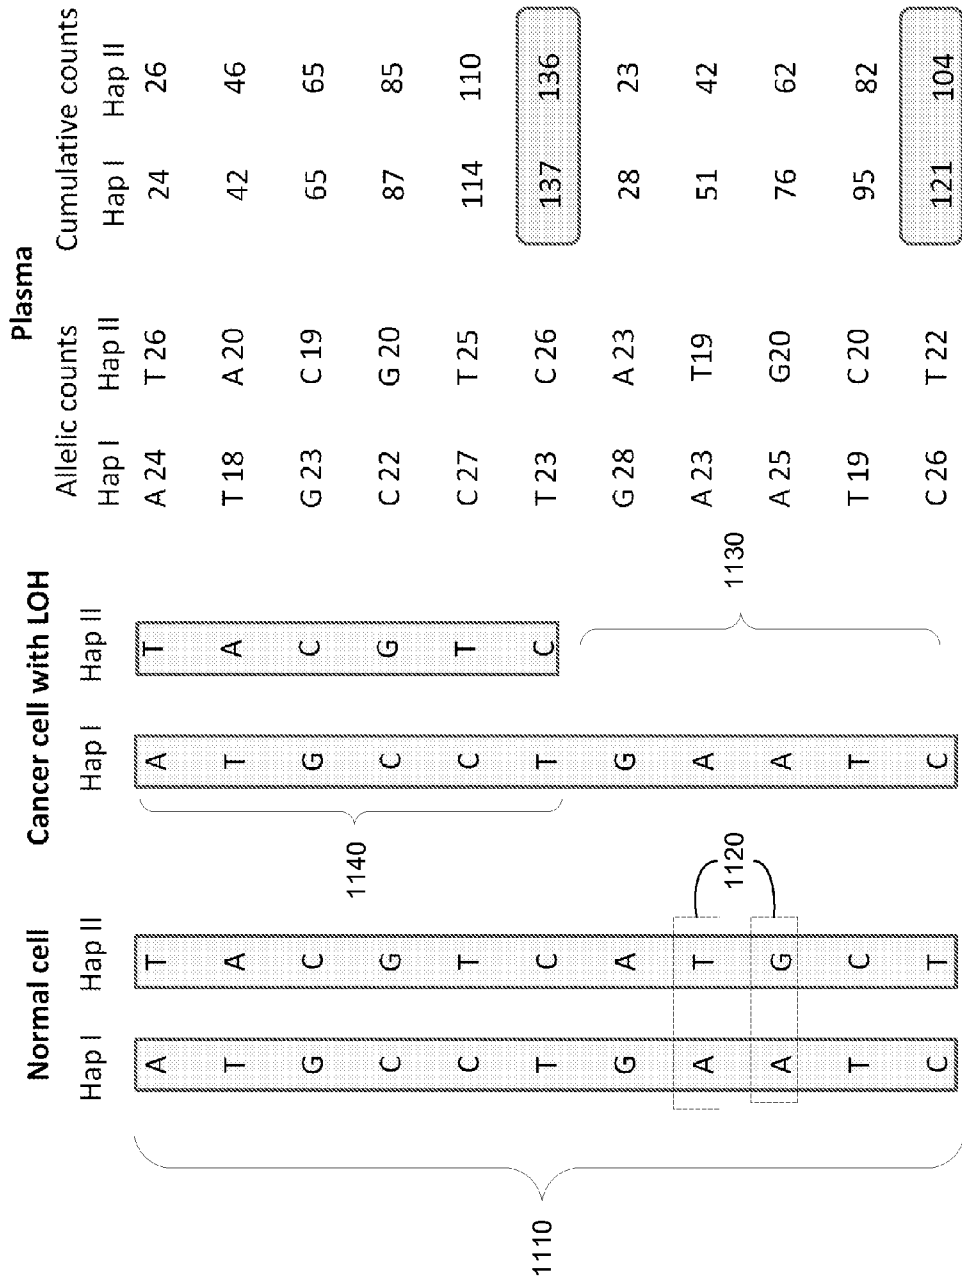 Plasma
Normal cell Cancer cell with LOH Allelic counts Cumulative counts
Hap I Hap II Hap I Hap II Hap I Hap II Hap I Hap II
A T A T A 24 T 26 24 26
T A T A T 18 A 20 42 46
G C G C G 23 C 19 65 65
1140
C G C G C 22 G 20 87 85
C T C T C 27 T 25 114 110
1110
T C T C T 23 C 26 137 136
G A G G 28 A 23 28 23
A T A A 23 T19 51 42
1120 1130
A G A A 25 G20 76 62
T C T T 19 C 20 95 82
C T C C 26 T 22 121 104